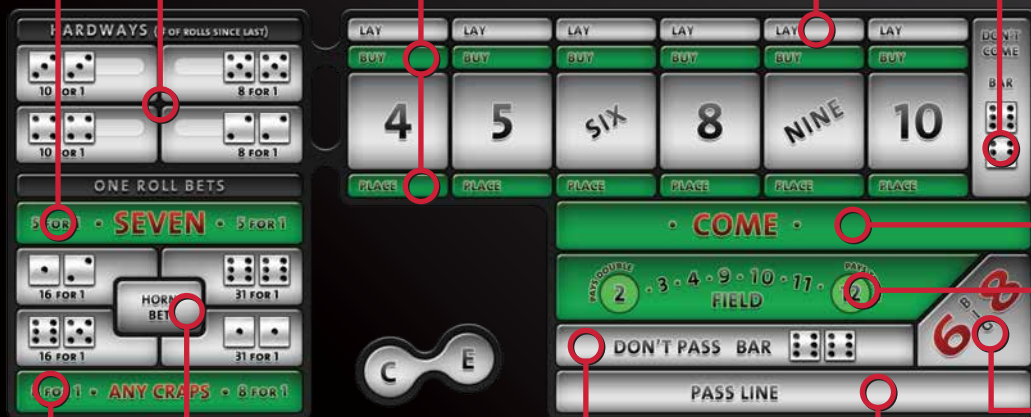 HARDWAYS (# OF ROLLS SINCE LAST)
10 FOR 1 8 FOR 1
10 FOR 1 8 FOR 1
ONE ROLL BETS
5 FOR 1 • SEVEN • 5 FOR 1
16 FOR 1 31 FOR 1
HORN
BET
16 FOR 1 31 FOR 1
8 FOR 1 • ANY CRAPS • 8 FOR 1
LAY LAY LAY LAY LAY LAY
BUY BUY BUY BUY BUY BUY
4 5 SIX 8 NINE 10
PLACE PLACE PLACE PLACE PLACE PLACE
DON'T
COME
BAR
• COME •
PAYS DOUBLE
2 • 3 • 4 • 9 • 10 • 11 • 12
PAYS
FIELD
6 BIG 8
DON'T PASS BAR
PASS LINE
C E